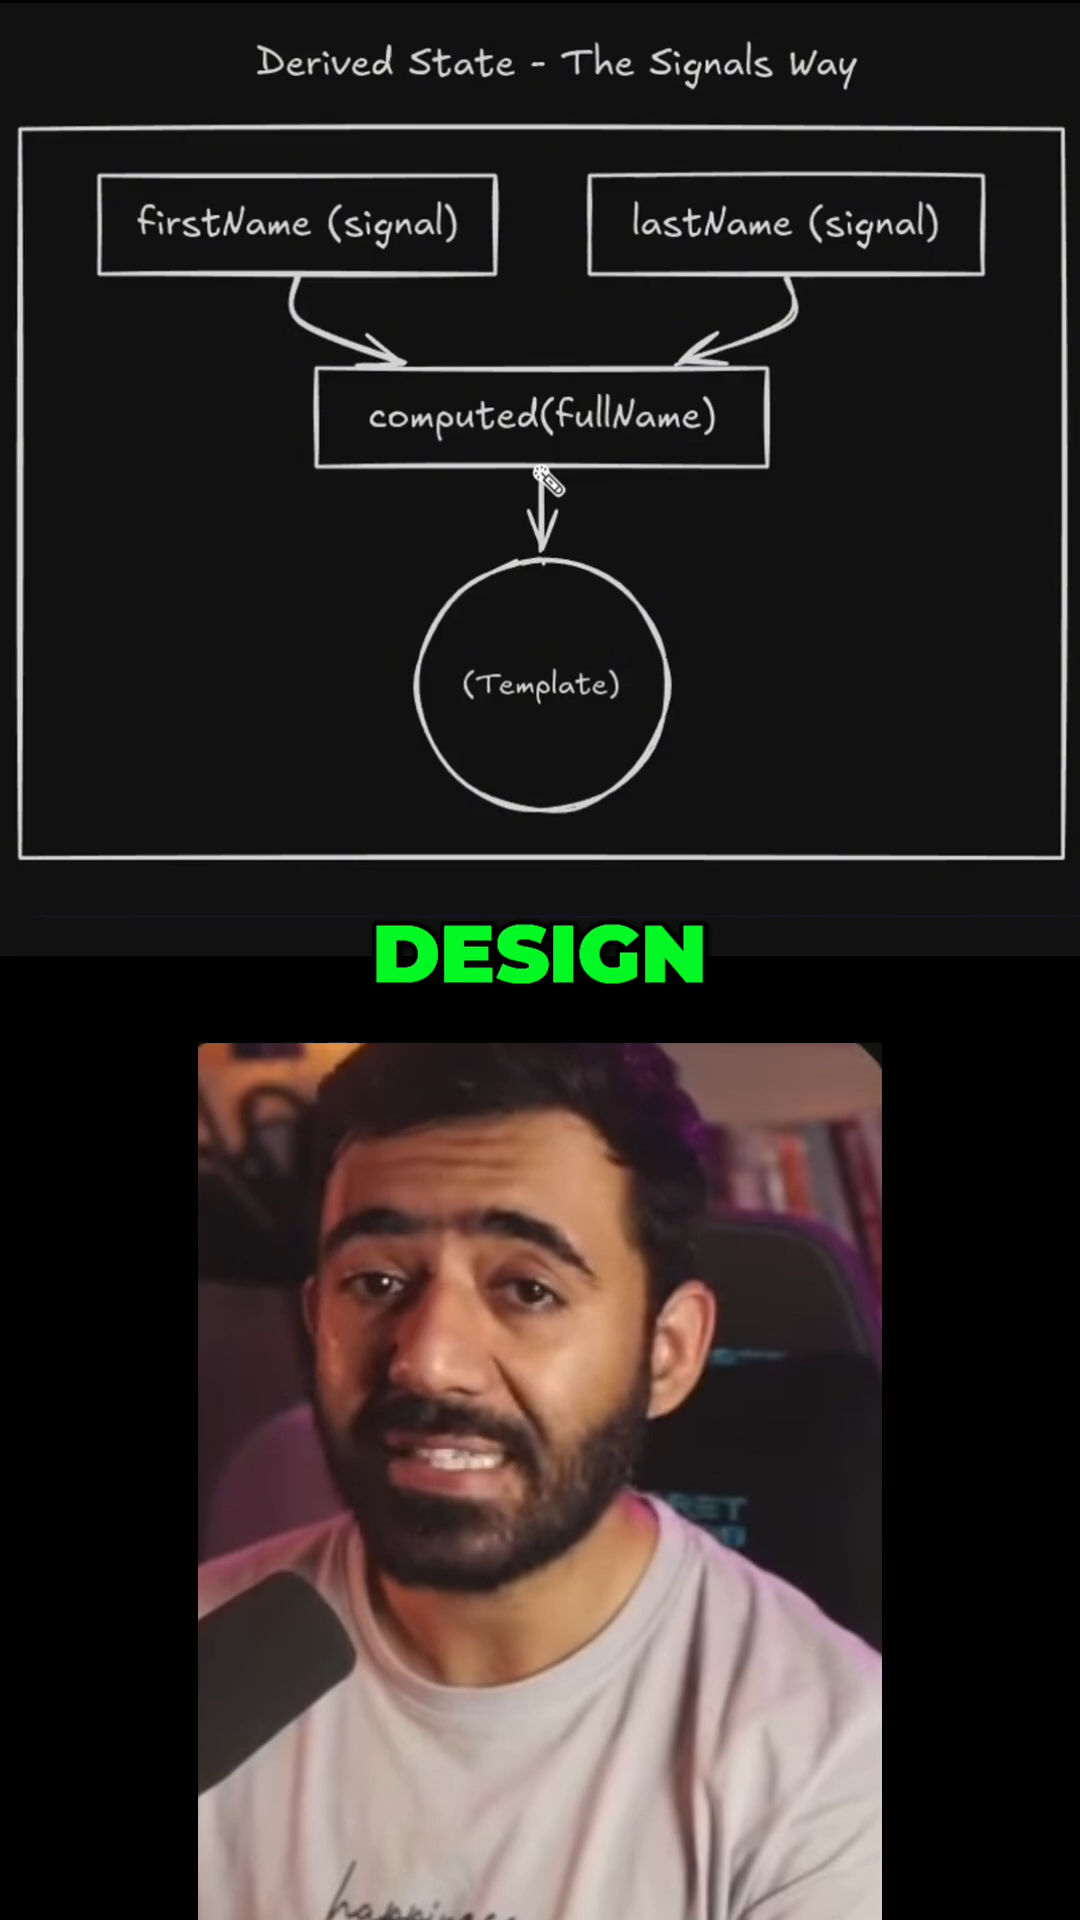 Derived State - The Signals Way
firstName (signal)
lastName (signal)
computed(fullName)
(Template)
DESIGN